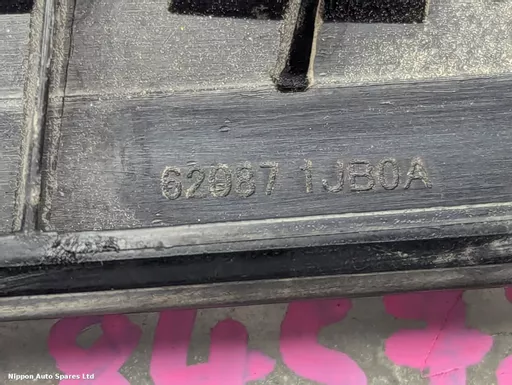 62987 1JB0A
Nippon Auto Spares Ltd